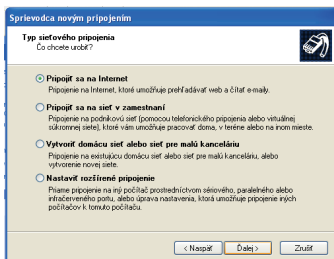 Sprievodca novým pripojením
Typ sieťového pripojenia
Čo chcete urobiť?
Pripojiť sa na Internet
Pripojenie na Internet, ktoré umožňuje prehľadávať web a čítať e-maily.
Pripojiť sa na sieť v zamestnaní
Pripojenie na podnikovú sieť (pomocou telefonického pripojenia alebo virtuálnej
súkromnej siete), ktoré vám umožňuje pracovať doma, v teréne alebo na inom mieste.
Vytvoriť domácu sieť alebo sieť pre malú kanceláriu
Pripojenie na existujúcu domácu sieť alebo sieť pre malú kanceláriu, alebo
vytvorenie novej siete.
Nastaviť rozšírené pripojenie
Priame pripojenie na iný počítač prostredníctvom sériového, paralelného alebo
infračerveného portu, alebo úprava nastavenia, ktorá umožňuje pripojenie iných
počítačov k tomuto počítaču.
< Naspäť
Ďalej >
Zrušiť